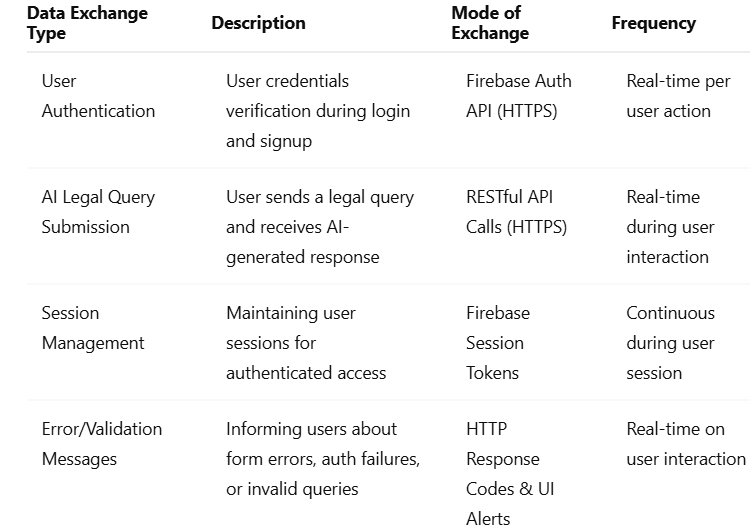 Data Exchange Type	Description	Mode of Exchange	Frequency
User Authentication	User credentials verification during login and signup	Firebase Auth API (HTTPS)	Real-time per user action
AI Legal Query Submission	User sends a legal query and receives AI-generated response	RESTful API Calls (HTTPS)	Real-time during user interaction
Session Management	Maintaining user sessions for authenticated access	Firebase Session Tokens	Continuous during user session
Error/Validation Messages	Informing users about form errors, auth failures, or invalid queries	HTTP Response Codes & UI Alerts	Real-time on user interaction